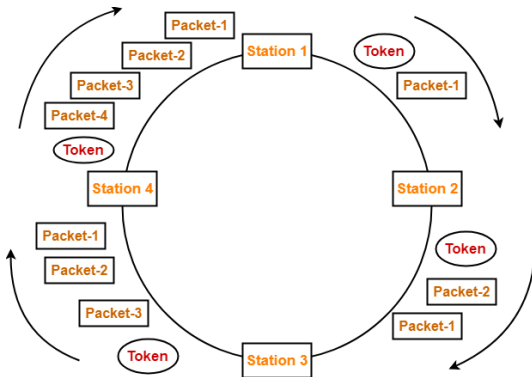 Packet-1
Packet-2
Station 1
Token
Packet-3
Packet-1
Packet-4
Token
Station 4
Station 2
Packet-1
Token
Packet-2
Packet-2
Packet-3
Packet-1
Token
Station 3